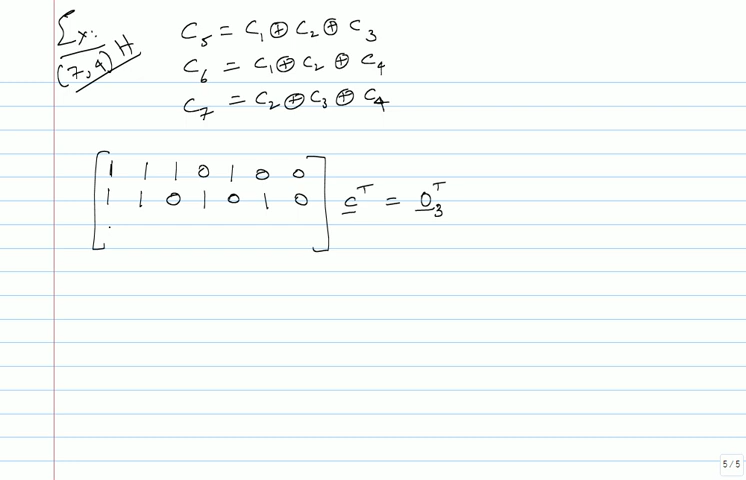 Ex:
(7,4) H
C₅ = C₁ ⊕ C₂ ⊕ C₃
C₆ = C₁ ⊕ C₂ ⊕ C₄
C₇ = C₂ ⊕ C₃ ⊕ C₄
1 1 1 0 1 0 0
1 1 0 1 0 1 0 c^T = 0₃^T
5 / 5